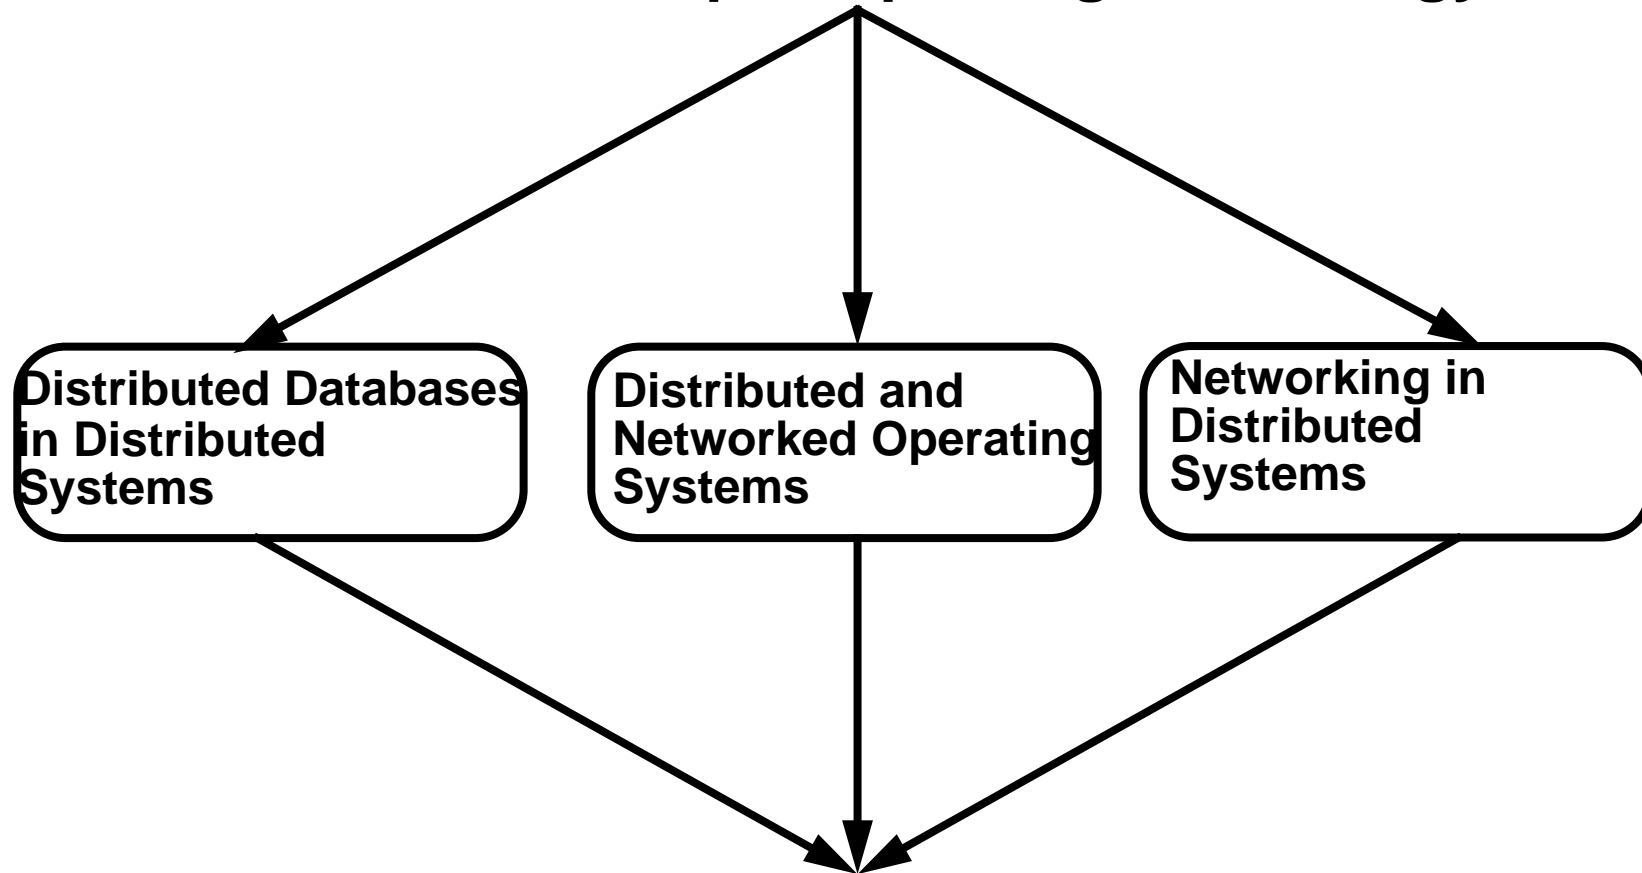 Distributed Databases
in Distributed
Systems
Distributed and
Networked Operating
Systems
Networking in
Distributed
Systems